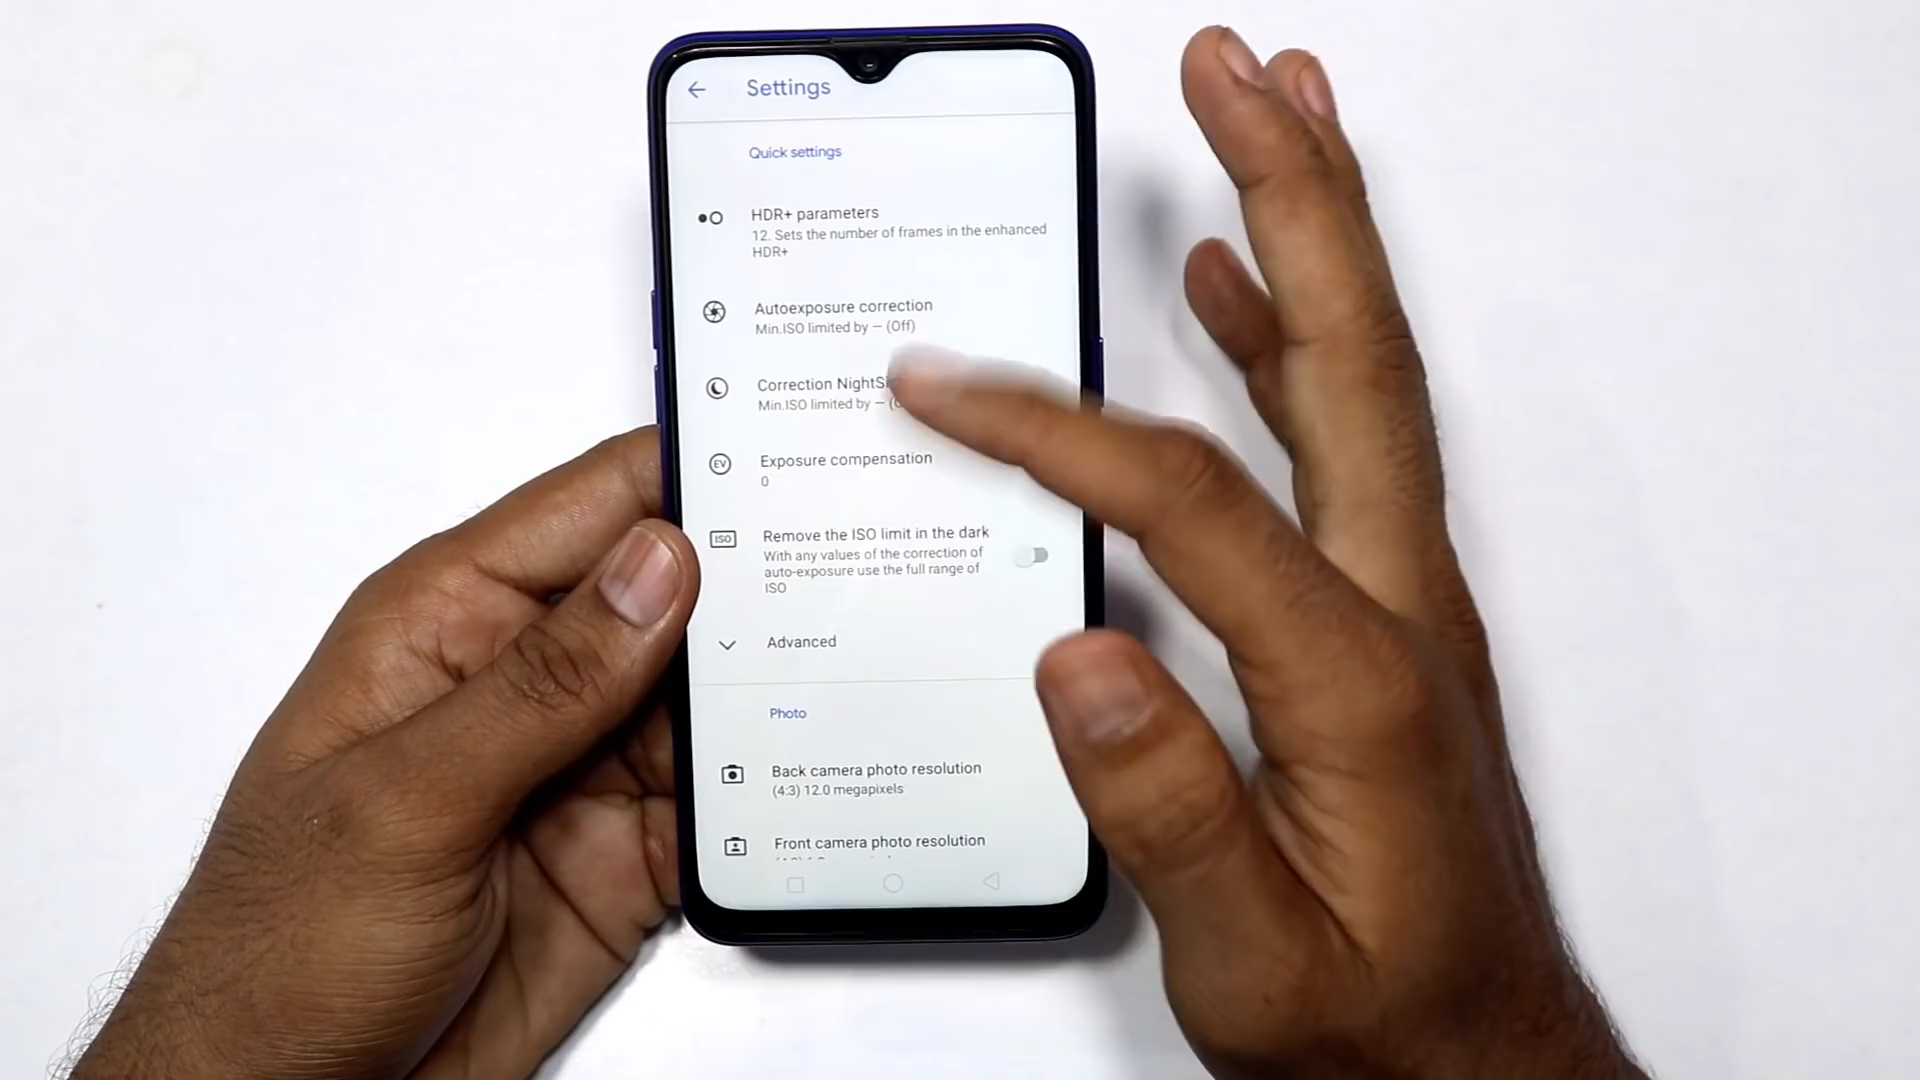 Settings
Quick settings
HDR+ parameters
12. Sets the number of frames in the enhanced
HDR+
Autoexposure correction
Min.ISO limited by – (Off)
Correction
Min.ISO limited by –
EV
Exposure compensation
0
ISO
Remove the ISO limit in the dark
With any values of the correction of
auto-exposure use the full range of
ISO
Advanced
Photo
Back camera photo resolution
(4:3) 12.0 megapixels
Front camera photo resolution